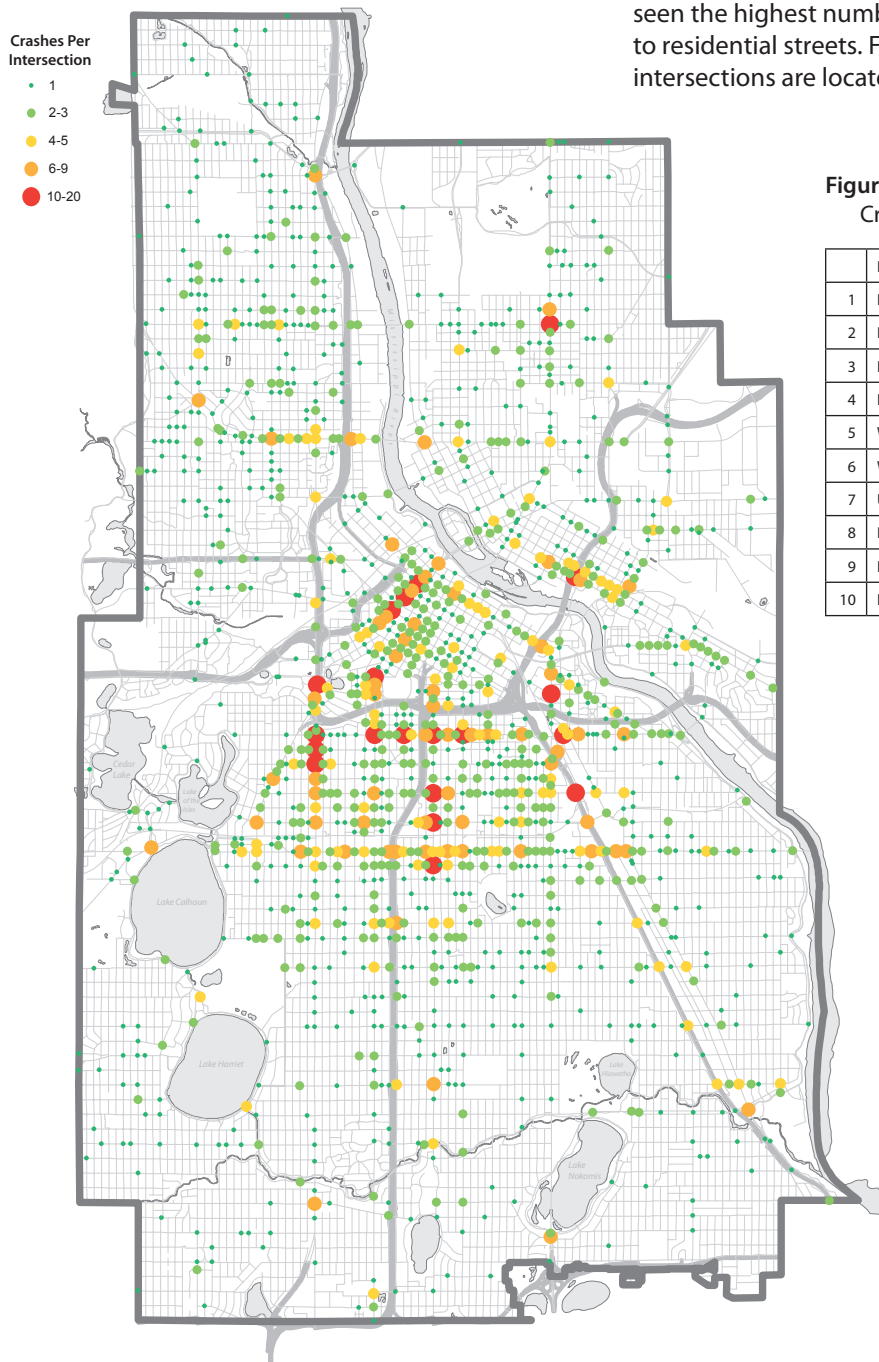 seen the highest numb
to residential streets. F
intersections are locate
Crashes Per
Intersection
1
2-3
4-5
6-9
10-20
Figur
Cr
1
2
3
4
5
6
7
8
9
10
Cedar
Lake
Lake
of the
Isles
Lake Calhoun
Lake Harriet
Lake
Hiawatha
Lake
Nokomis